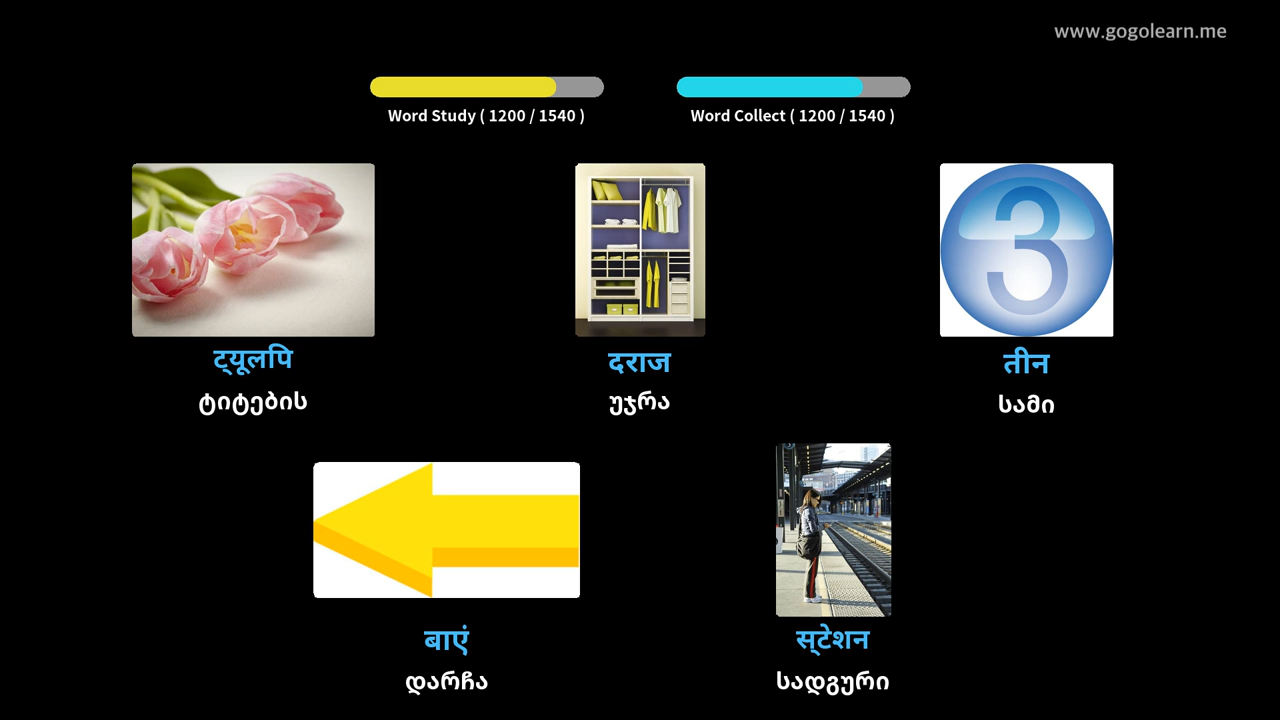 www.gogolearn.me
Word Study ( 1200 / 1540 )
Word Collect ( 1200 / 1540 )
3
ट्यूलपि
दराज
तीन
ტიტების
უჯრა
სამი
बाएं
स्टेशन
დარჩა
სადგური